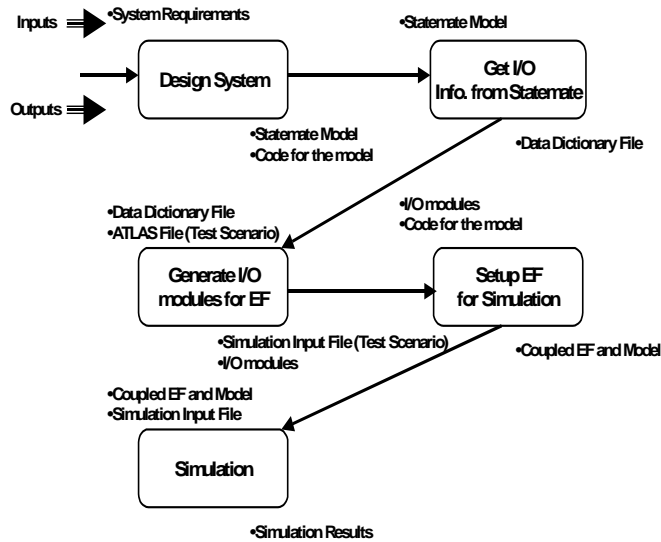 Inputs
•System Requirements
•Statemate Model
Design System
Get I/O
Info. from Statemate
Outputs
•Statemate Model
•Code for the model
•Data Dictionary File
•Data Dictionary File
•ATLAS File (Test Scenario)
•I/O modules
•Code for the model
Generate I/O
modules for EF
Setup EF
for Simulation
•Simulation Input File (Test Scenario)
•I/O modules
•Coupled EF and Model
•Coupled EF and Model
•Simulation Input File
Simulation
•Simulation Results